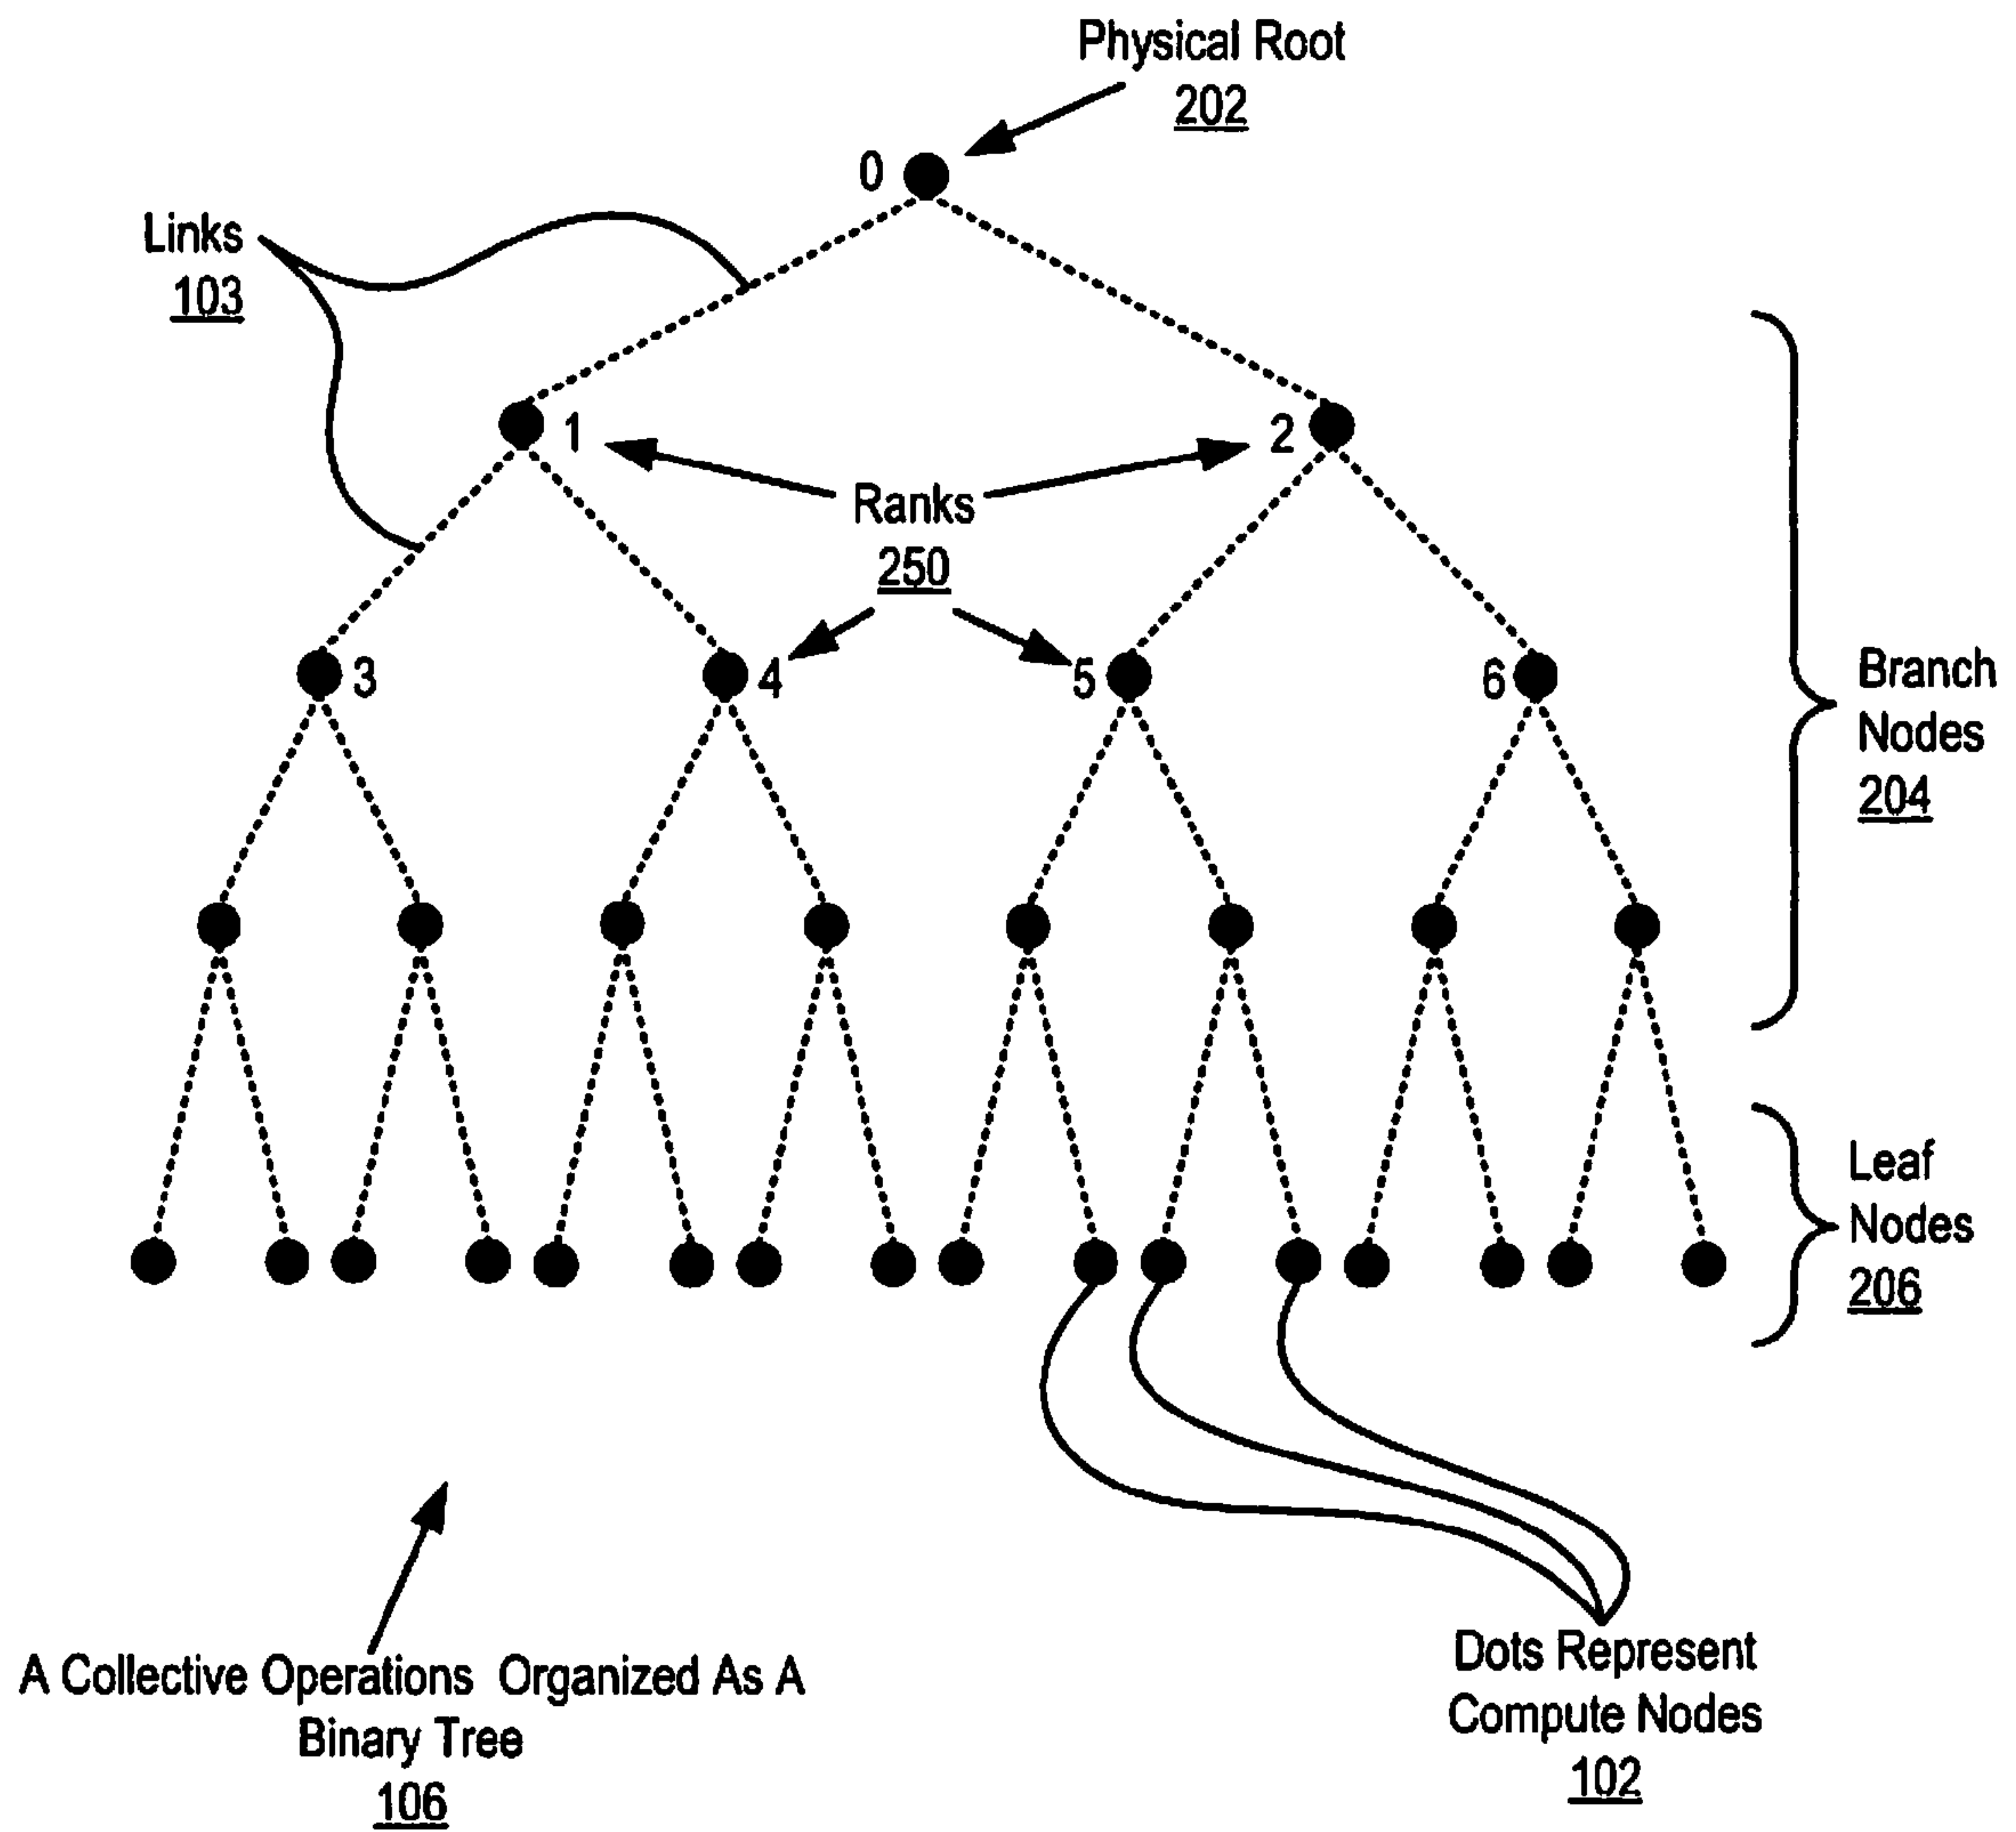 Physical Root
202
0
Links
103
1
2
Ranks
250
3
4
5
6
Branch
Nodes
204
Leaf
Nodes
206
A Collective Operations Organized As A
Binary Tree
106
Dots Represent
Compute Nodes
102